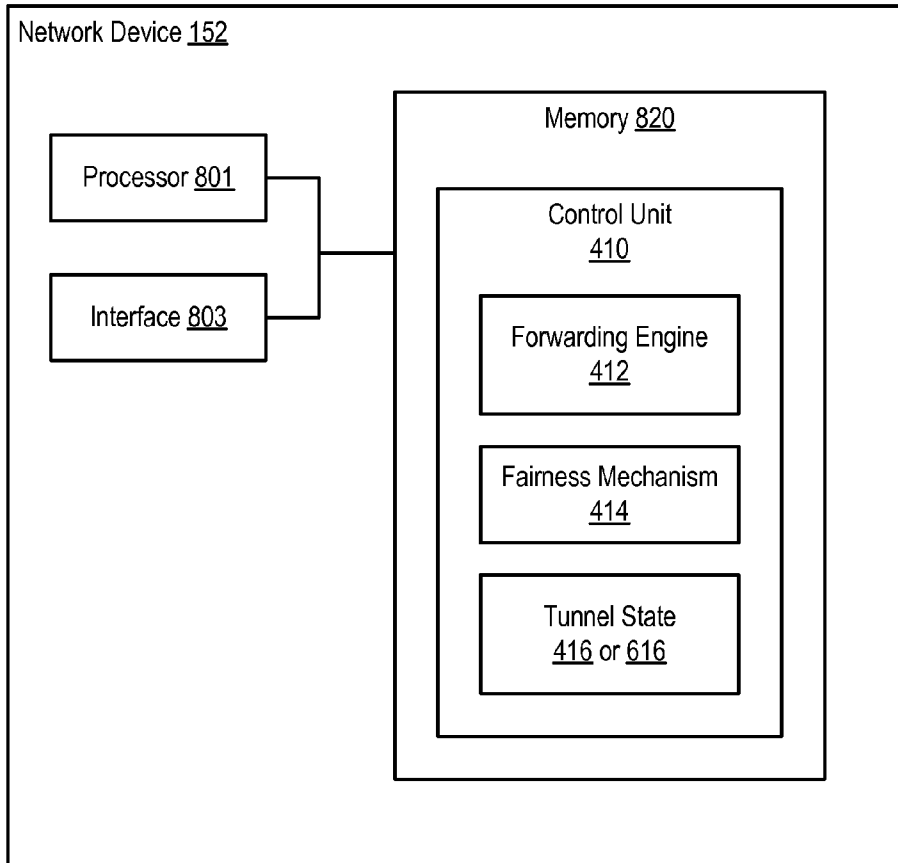 Network Device 152
Processor 801
Interface 803
Memory 820
Control Unit
410
Forwarding Engine
412
Fairness Mechanism
414
Tunnel State
416 or 616